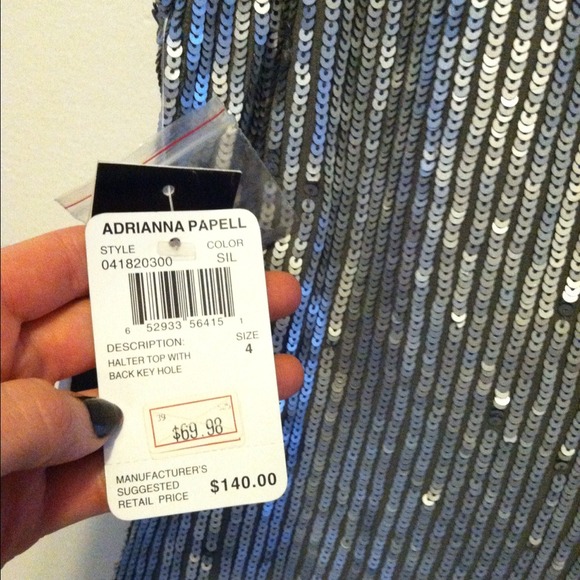 ADRIANNA PAPELL
STYLE COLOR
041820300 SIL
6 52933 56415 1
DESCRIPTION: SIZE
HALTER TOP WITH 4
BACK KEY HOLE
39
$69.98
MANUFACTURER'S
SUGGESTED $140.00
RETAIL PRICE